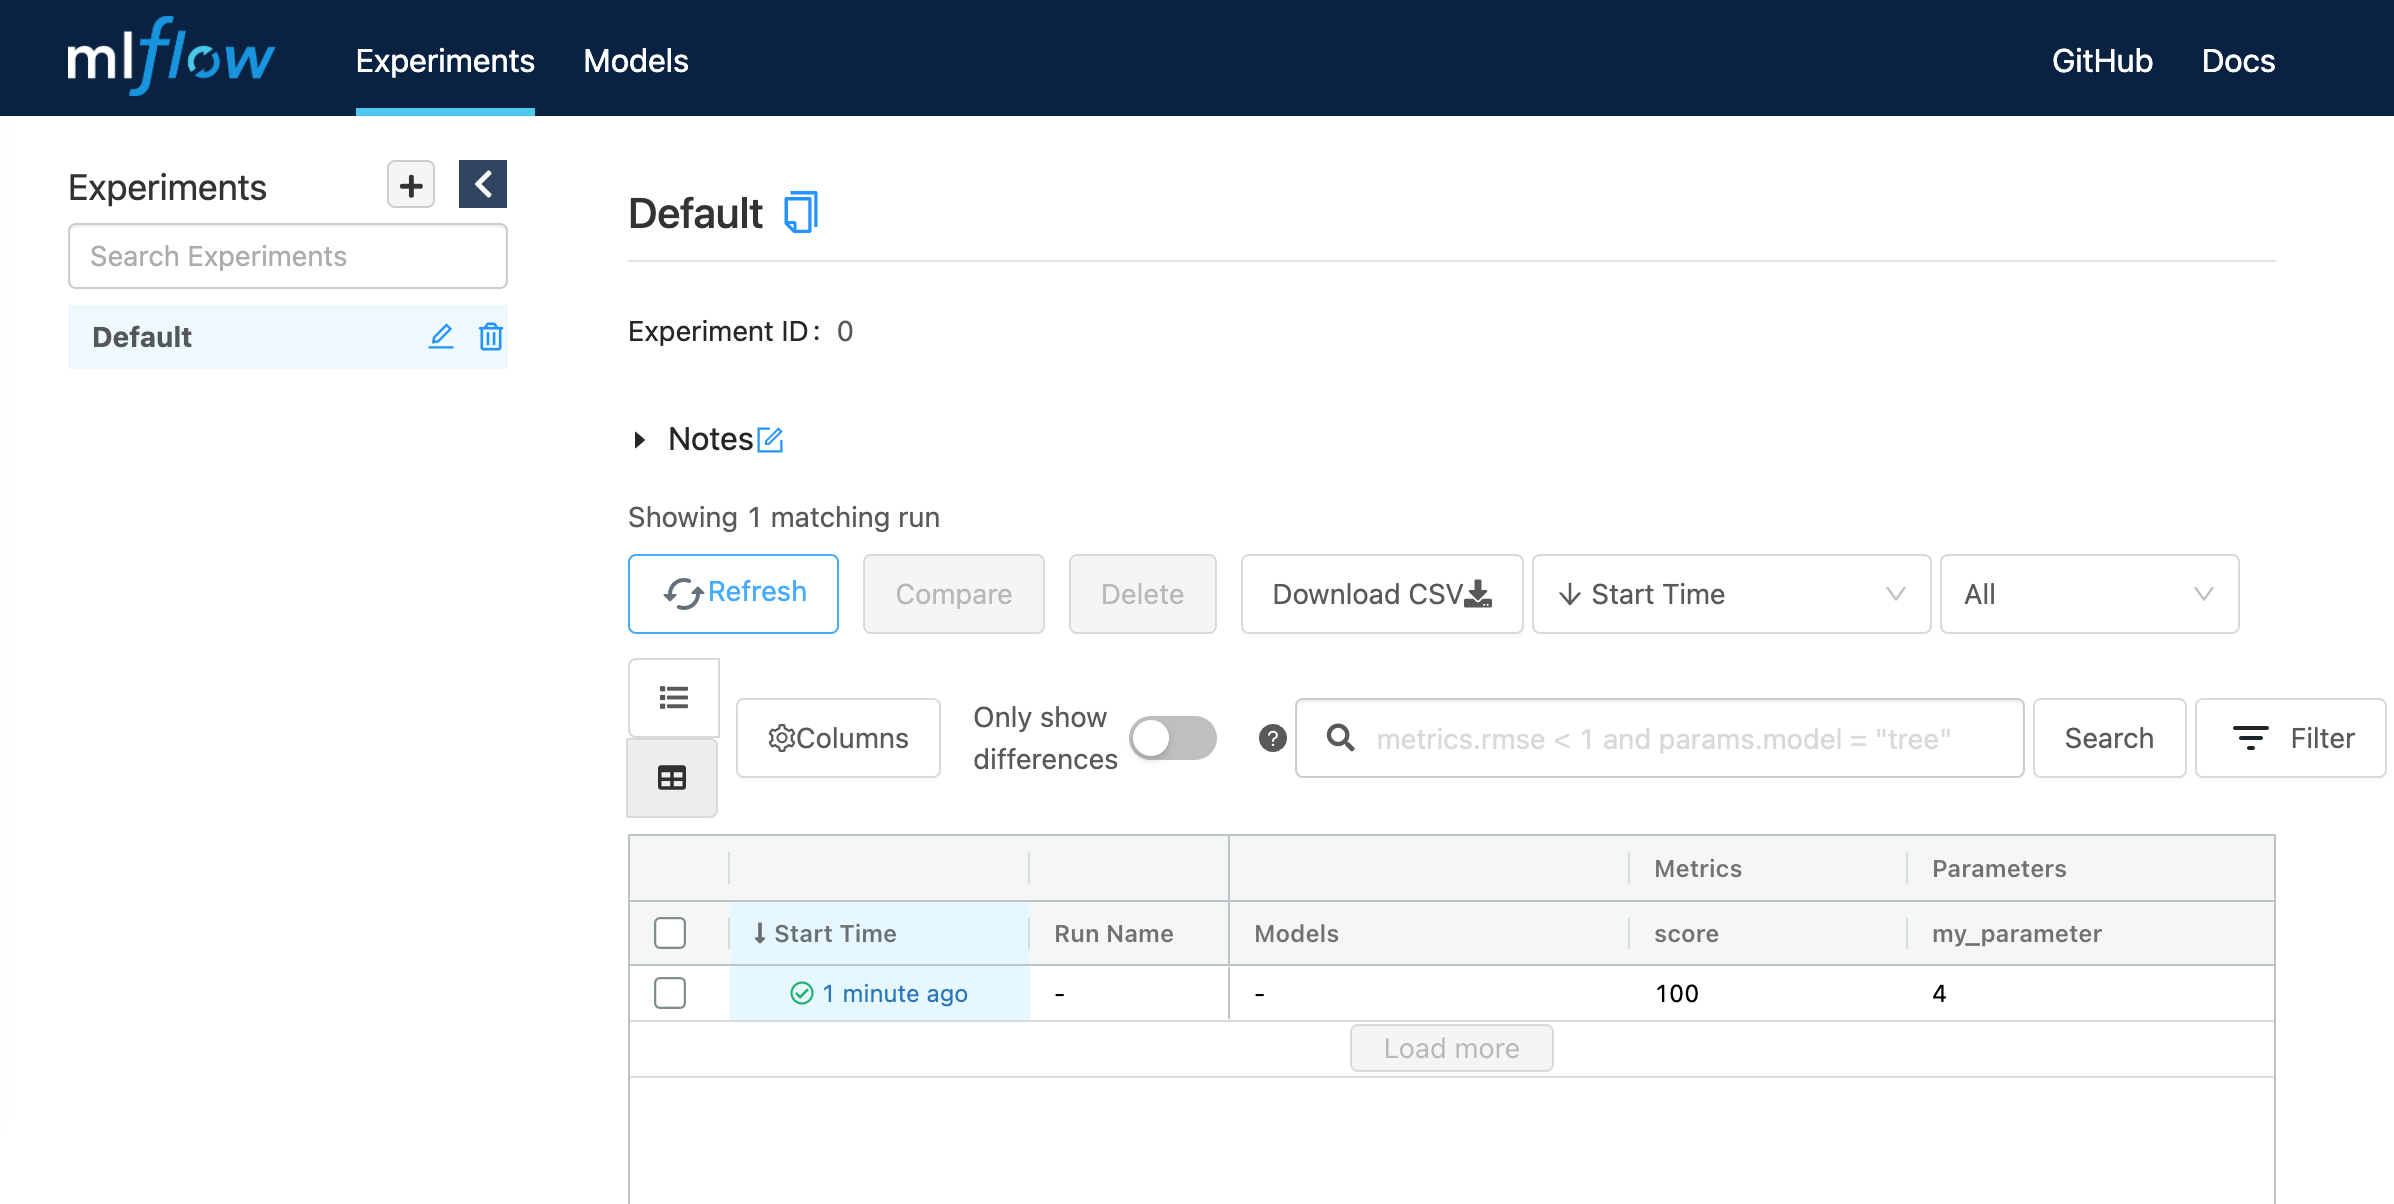 mlflow Experiments Models GitHub Docs
Experiments
Search Experiments
Default
Default
Experiment ID: 0
Notes
Showing 1 matching run
Refresh Compare Delete Download CSV Start Time All
Columns Only show differences ? metrics.rmse < 1 and params.model = "tree" Search Filter
Metrics Parameters
Start Time Run Name Models score my_parameter
1 minute ago - - 100 4
Load more